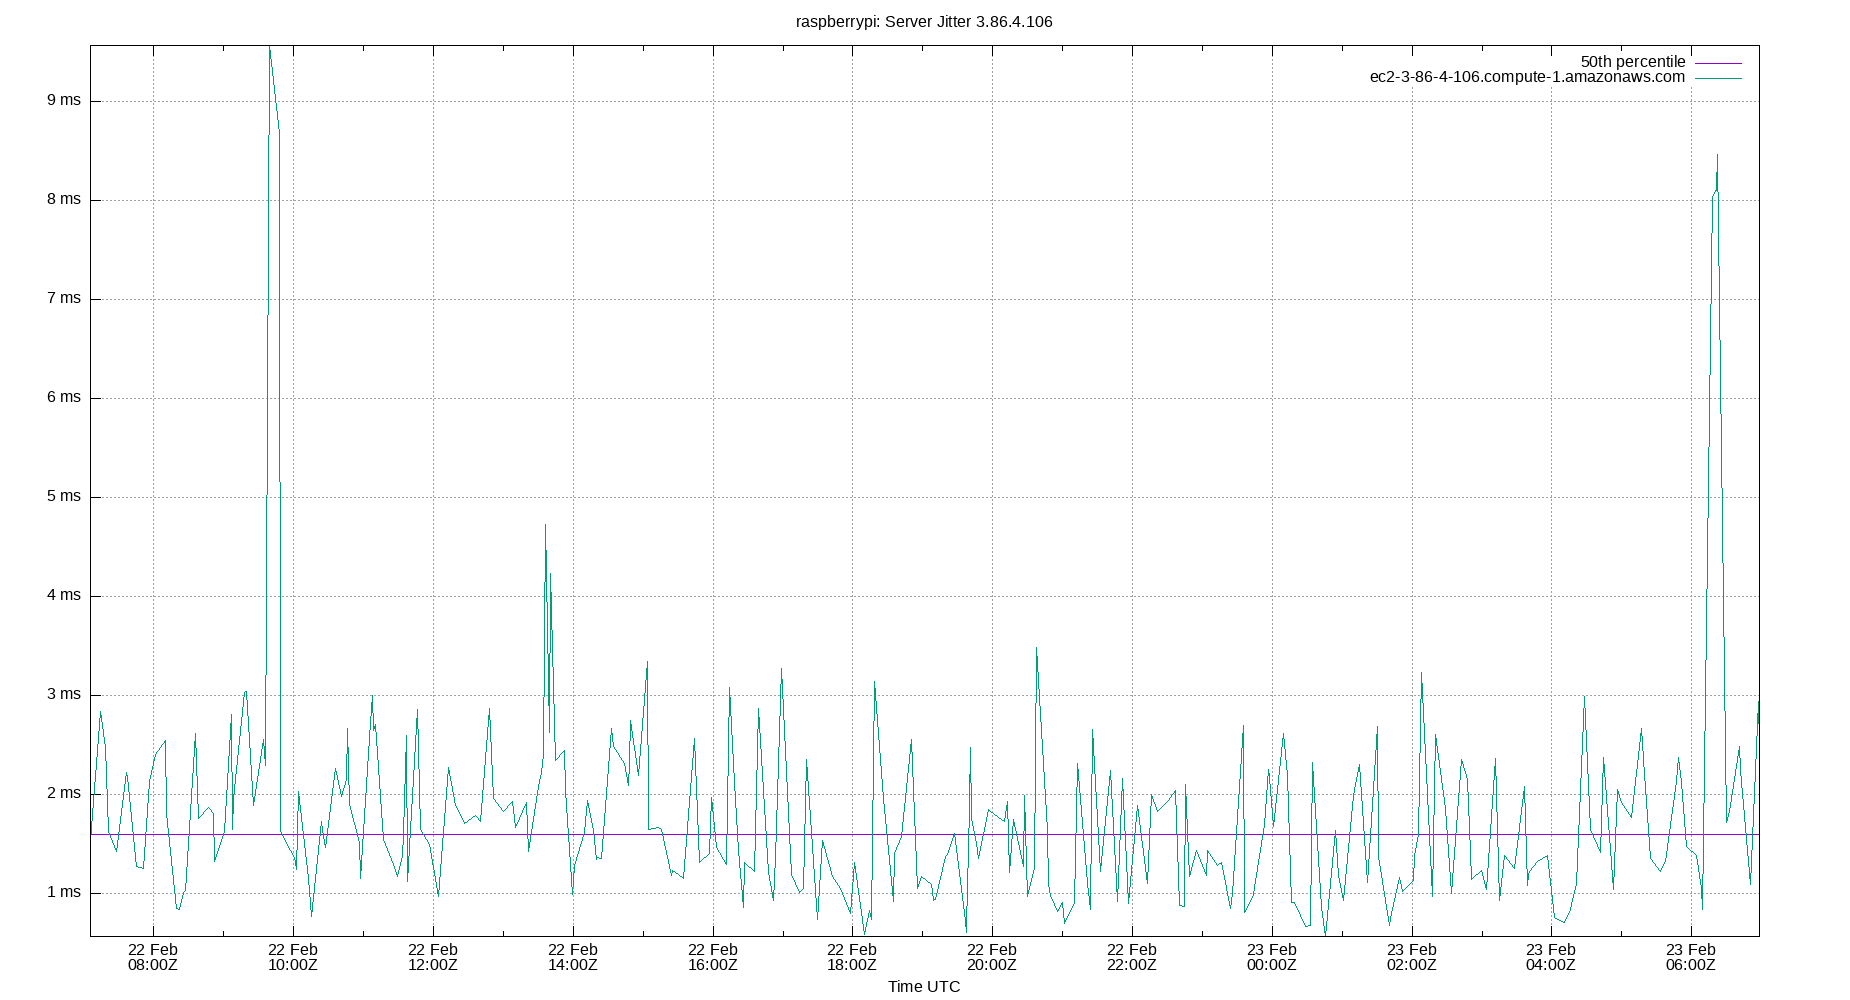 raspberrypi: Server Jitter 3.86.4.106
50th percentile
ec2-3-86-4-106.compute-1.amazonaws.com
9 ms
8 ms
7 ms
6 ms
5 ms
4 ms
3 ms
2 ms
1 ms
22 Feb 22 Feb 22 Feb 22 Feb 22 Feb 22 Feb 22 Feb 22 Feb 23 Feb 23 Feb 23 Feb 23 Feb
08:00Z 10:00Z 12:00Z 14:00Z 16:00Z 18:00Z 20:00Z 22:00Z 00:00Z 02:00Z 04:00Z 06:00Z
Time UTC